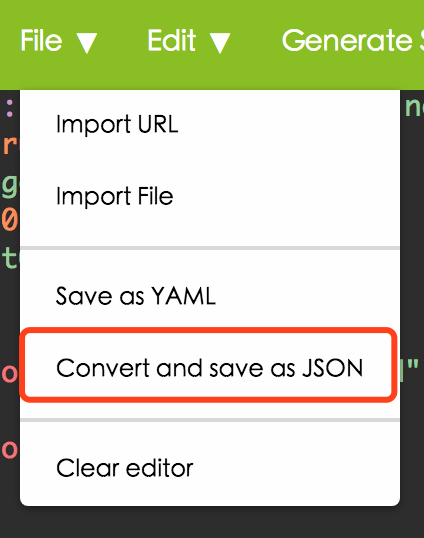 File ▼ Edit ▼ Generate
Import URL
Import File
Save as YAML
Convert and save as JSON
Clear editor